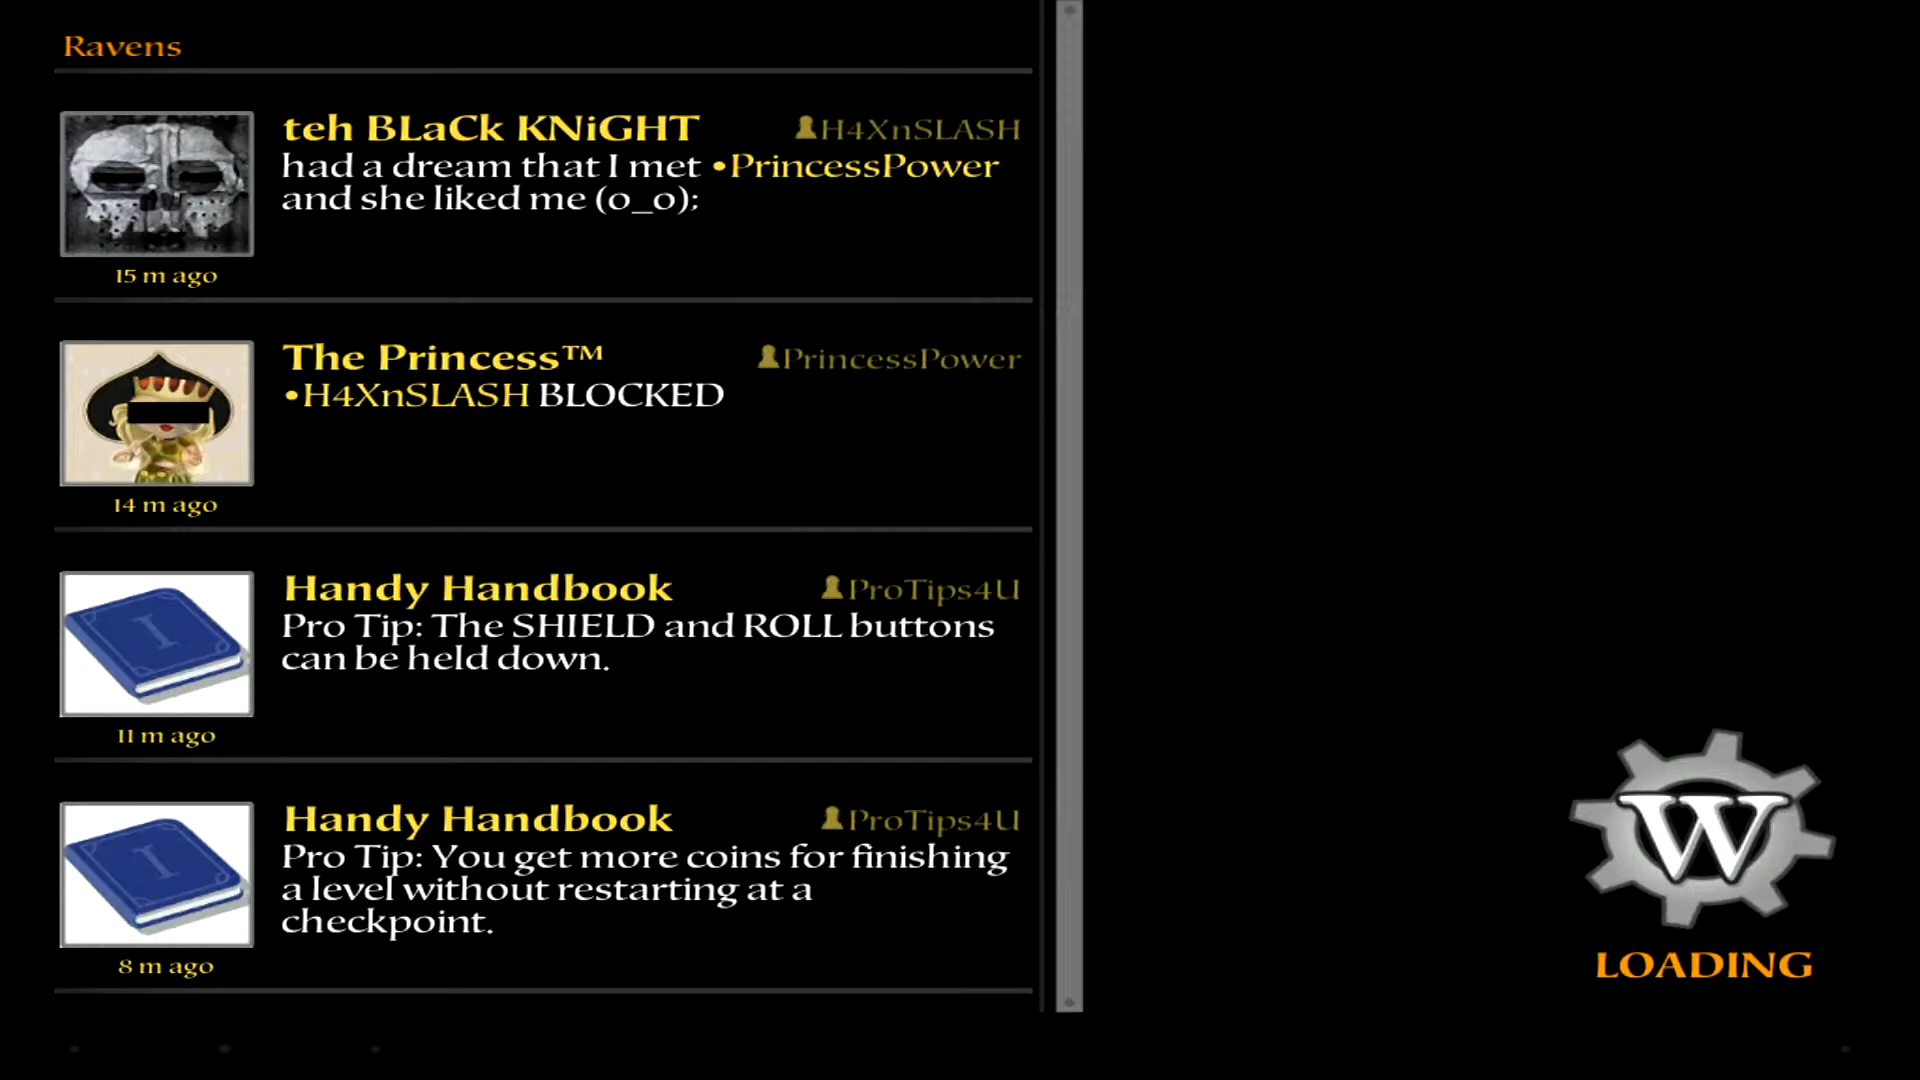 Ravens
teh BLaCk KNiGHT H4XnSLASH
had a dream that I met •PrincessPower
and she liked me (o_o);
15 m ago
The Princess™ PrincessPower
•H4XnSLASH BLOCKED
14 m ago
Handy Handbook ProTips4U
Pro Tip: The SHIELD and ROLL buttons
can be held down.
11 m ago
Handy Handbook ProTips4U
Pro Tip: You get more coins for finishing
a level without restarting at a
checkpoint.
8 m ago
I
I
W
LOADING